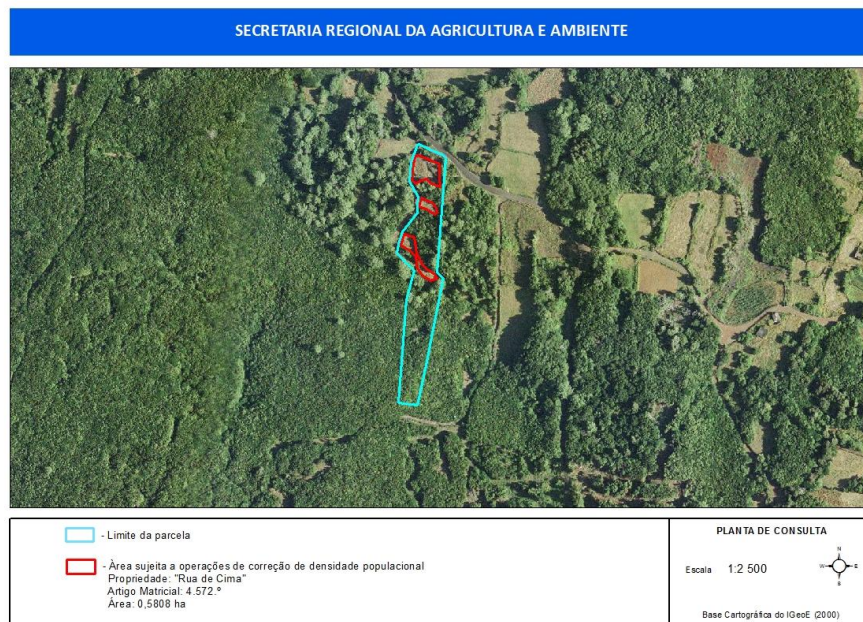 SECRETARIA REGIONAL DA AGRICULTURA E AMBIENTE
- Limite da parcela
- Área sujeita a operações de correção de densidade populacional
Propriedade: "Rua de Cima"
Artigo Matricial: 4.572.º
Área: 0,5808 ha
PLANTA DE CONSULTA
Escala 1:2 500
N
W E
S
Base Cartográfica do IGeoE (2000)